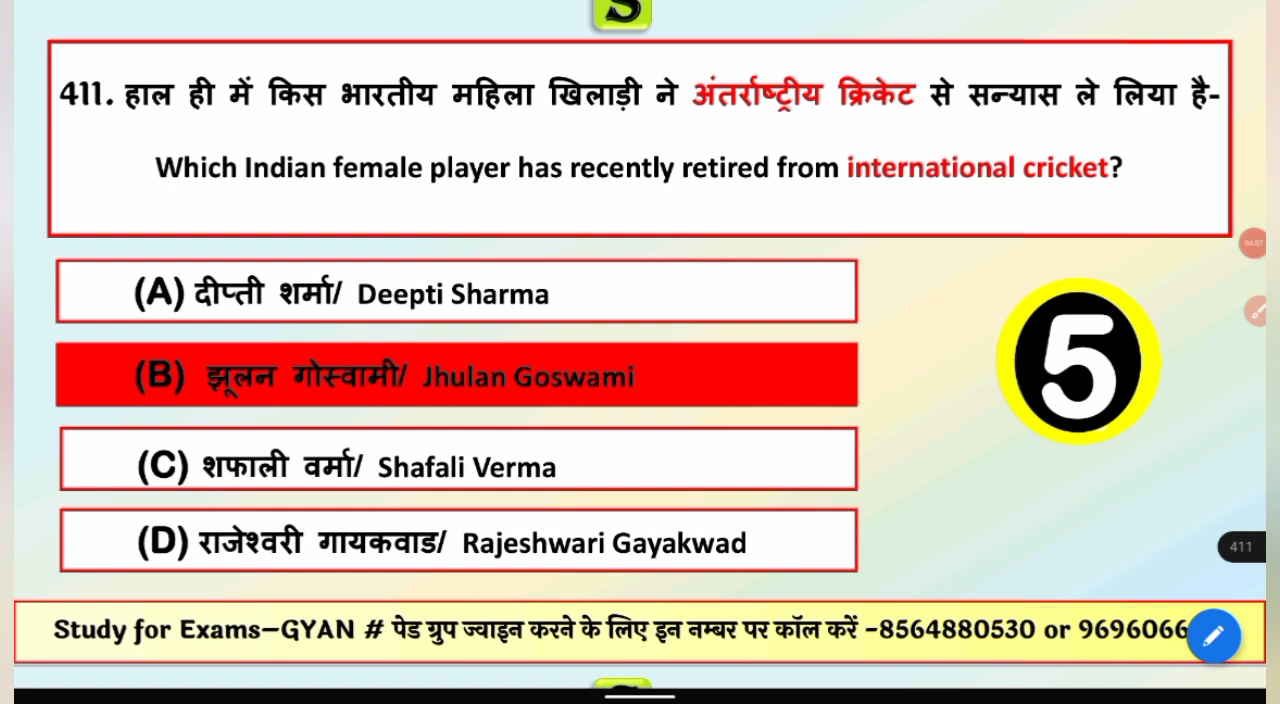 S
411. हाल ही में किस भारतीय महिला खिलाड़ी ने अंतर्राष्ट्रीय क्रिकेट से सन्यास ले लिया है-
Which Indian female player has recently retired from international cricket?
04:07
(A) दीप्ती शर्मा/ Deepti Sharma
5
(B) झूलन गोस्वामी/ Jhulan Goswami
(C) शफाली वर्मा/ Shafali Verma
(D) राजेश्वरी गायकवाड/ Rajeshwari Gayakwad
411
Study for Exams–GYAN # पेड ग्रुप ज्वाइन करने के लिए इन नम्बर पर कॉल करें –8564880530 or 9696066